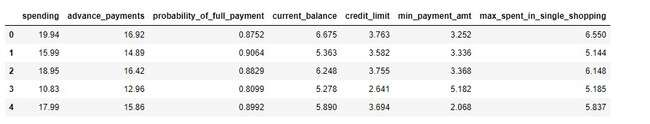 spending advance_payments probability_of_full_payment current_balance credit_limit min_payment_amt max_spent_in_single_shopping
0 19.94 16.92 0.8752 6.675 3.763 3.252 6.550
1 15.99 14.89 0.9064 5.363 3.582 3.336 5.144
2 18.95 16.42 0.8829 6.248 3.755 3.368 6.148
3 10.83 12.96 0.8099 5.278 2.641 5.182 5.185
4 17.99 15.86 0.8992 5.890 3.694 2.068 5.837